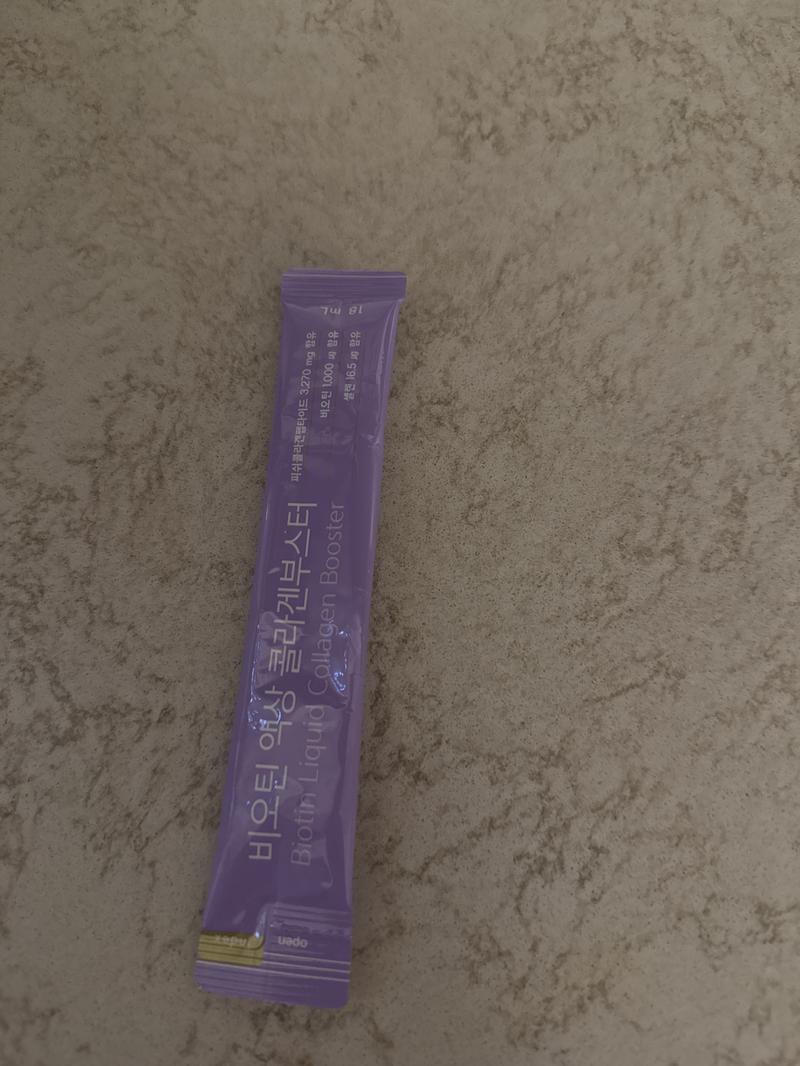 비오틴 액상 콜라겐부스터
Biotin Liquid Collagen Booster
피쉬콜라겐펩타이드 3,270 mg 함유
비오틴 1,000 ㎍ 함유
셀렌 16.5 ㎍ 함유
18 mL
open